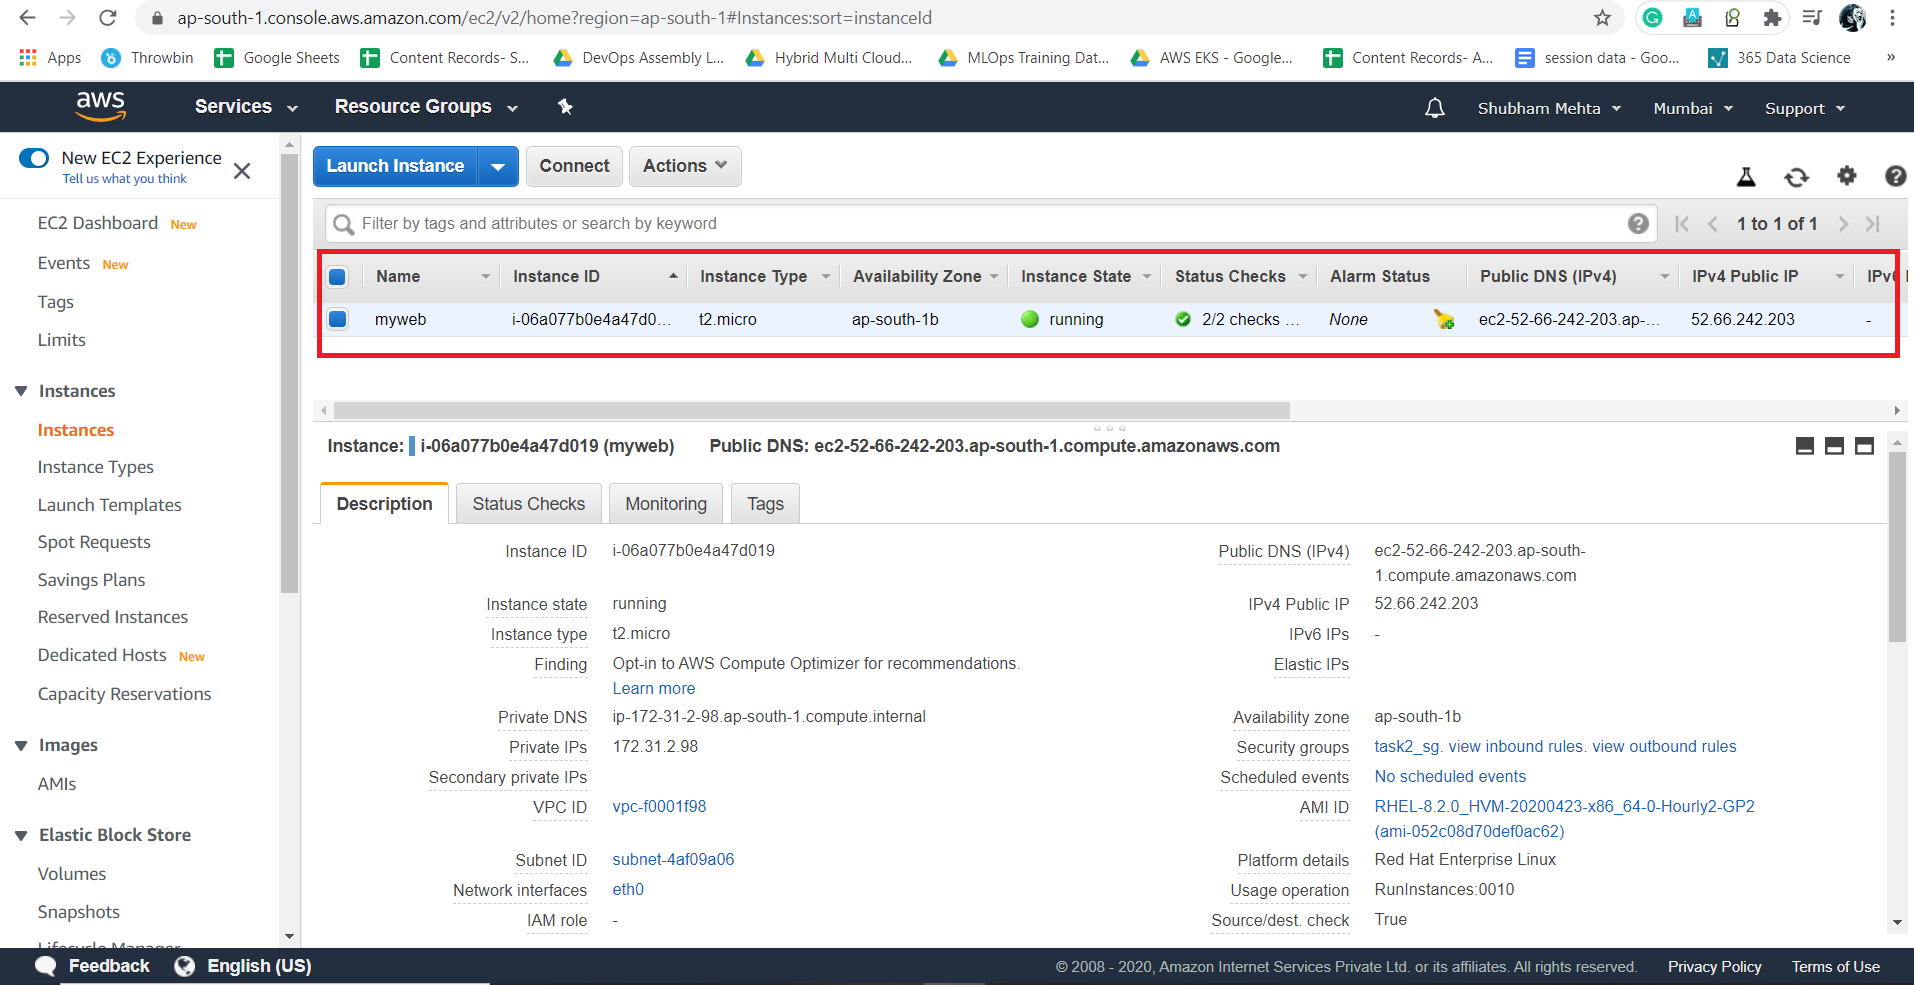 ap-south-1.console.aws.amazon.com/ec2/v2/home?region=ap-south-1#Instances:sort=instanceId
Apps Throwbin Google Sheets Content Records- S... DevOps Assembly L... Hybrid Multi Cloud... MLOps Training Dat... AWS EKS - Google... Content Records- A... session data - Goo... 365 Data Science »
aws Services Resource Groups Shubham Mehta Mumbai Support
New EC2 Experience
Tell us what you think
EC2 Dashboard New
Events New
Tags
Limits
Instances
Instances
Instance Types
Launch Templates
Spot Requests
Savings Plans
Reserved Instances
Dedicated Hosts New
Capacity Reservations
Images
AMIs
Elastic Block Store
Volumes
Snapshots
Lifecycle Manager
Launch Instance Connect Actions
Filter by tags and attributes or search by keyword 1 to 1 of 1
Name Instance ID Instance Type Availability Zone Instance State Status Checks Alarm Status Public DNS (IPv4) IPv4 Public IP IPv6
myweb i-06a077b0e4a47d0... t2.micro ap-south-1b running 2/2 checks ... None ec2-52-66-242-203.ap-... 52.66.242.203 -
Instance: i-06a077b0e4a47d019 (myweb) Public DNS: ec2-52-66-242-203.ap-south-1.compute.amazonaws.com
Description Status Checks Monitoring Tags
Instance ID i-06a077b0e4a47d019
Instance state running
Instance type t2.micro
Finding Opt-in to AWS Compute Optimizer for recommendations.
Learn more
Private DNS ip-172-31-2-98.ap-south-1.compute.internal
Private IPs 172.31.2.98
Secondary private IPs
VPC ID vpc-f0001f98
Subnet ID subnet-4af09a06
Network interfaces eth0
IAM role -
Public DNS (IPv4) ec2-52-66-242-203.ap-south-
1.compute.amazonaws.com
IPv4 Public IP 52.66.242.203
IPv6 IPs -
Elastic IPs
Availability zone ap-south-1b
Security groups task2_sg. view inbound rules. view outbound rules
Scheduled events No scheduled events
AMI ID RHEL-8.2.0_HVM-20200423-x86_64-0-Hourly2-GP2
(ami-052c08d70def0ac62)
Platform details Red Hat Enterprise Linux
Usage operation RunInstances:0010
Source/dest. check True
Feedback English (US) © 2008 - 2020, Amazon Internet Services Private Ltd. or its affiliates. All rights reserved. Privacy Policy Terms of Use